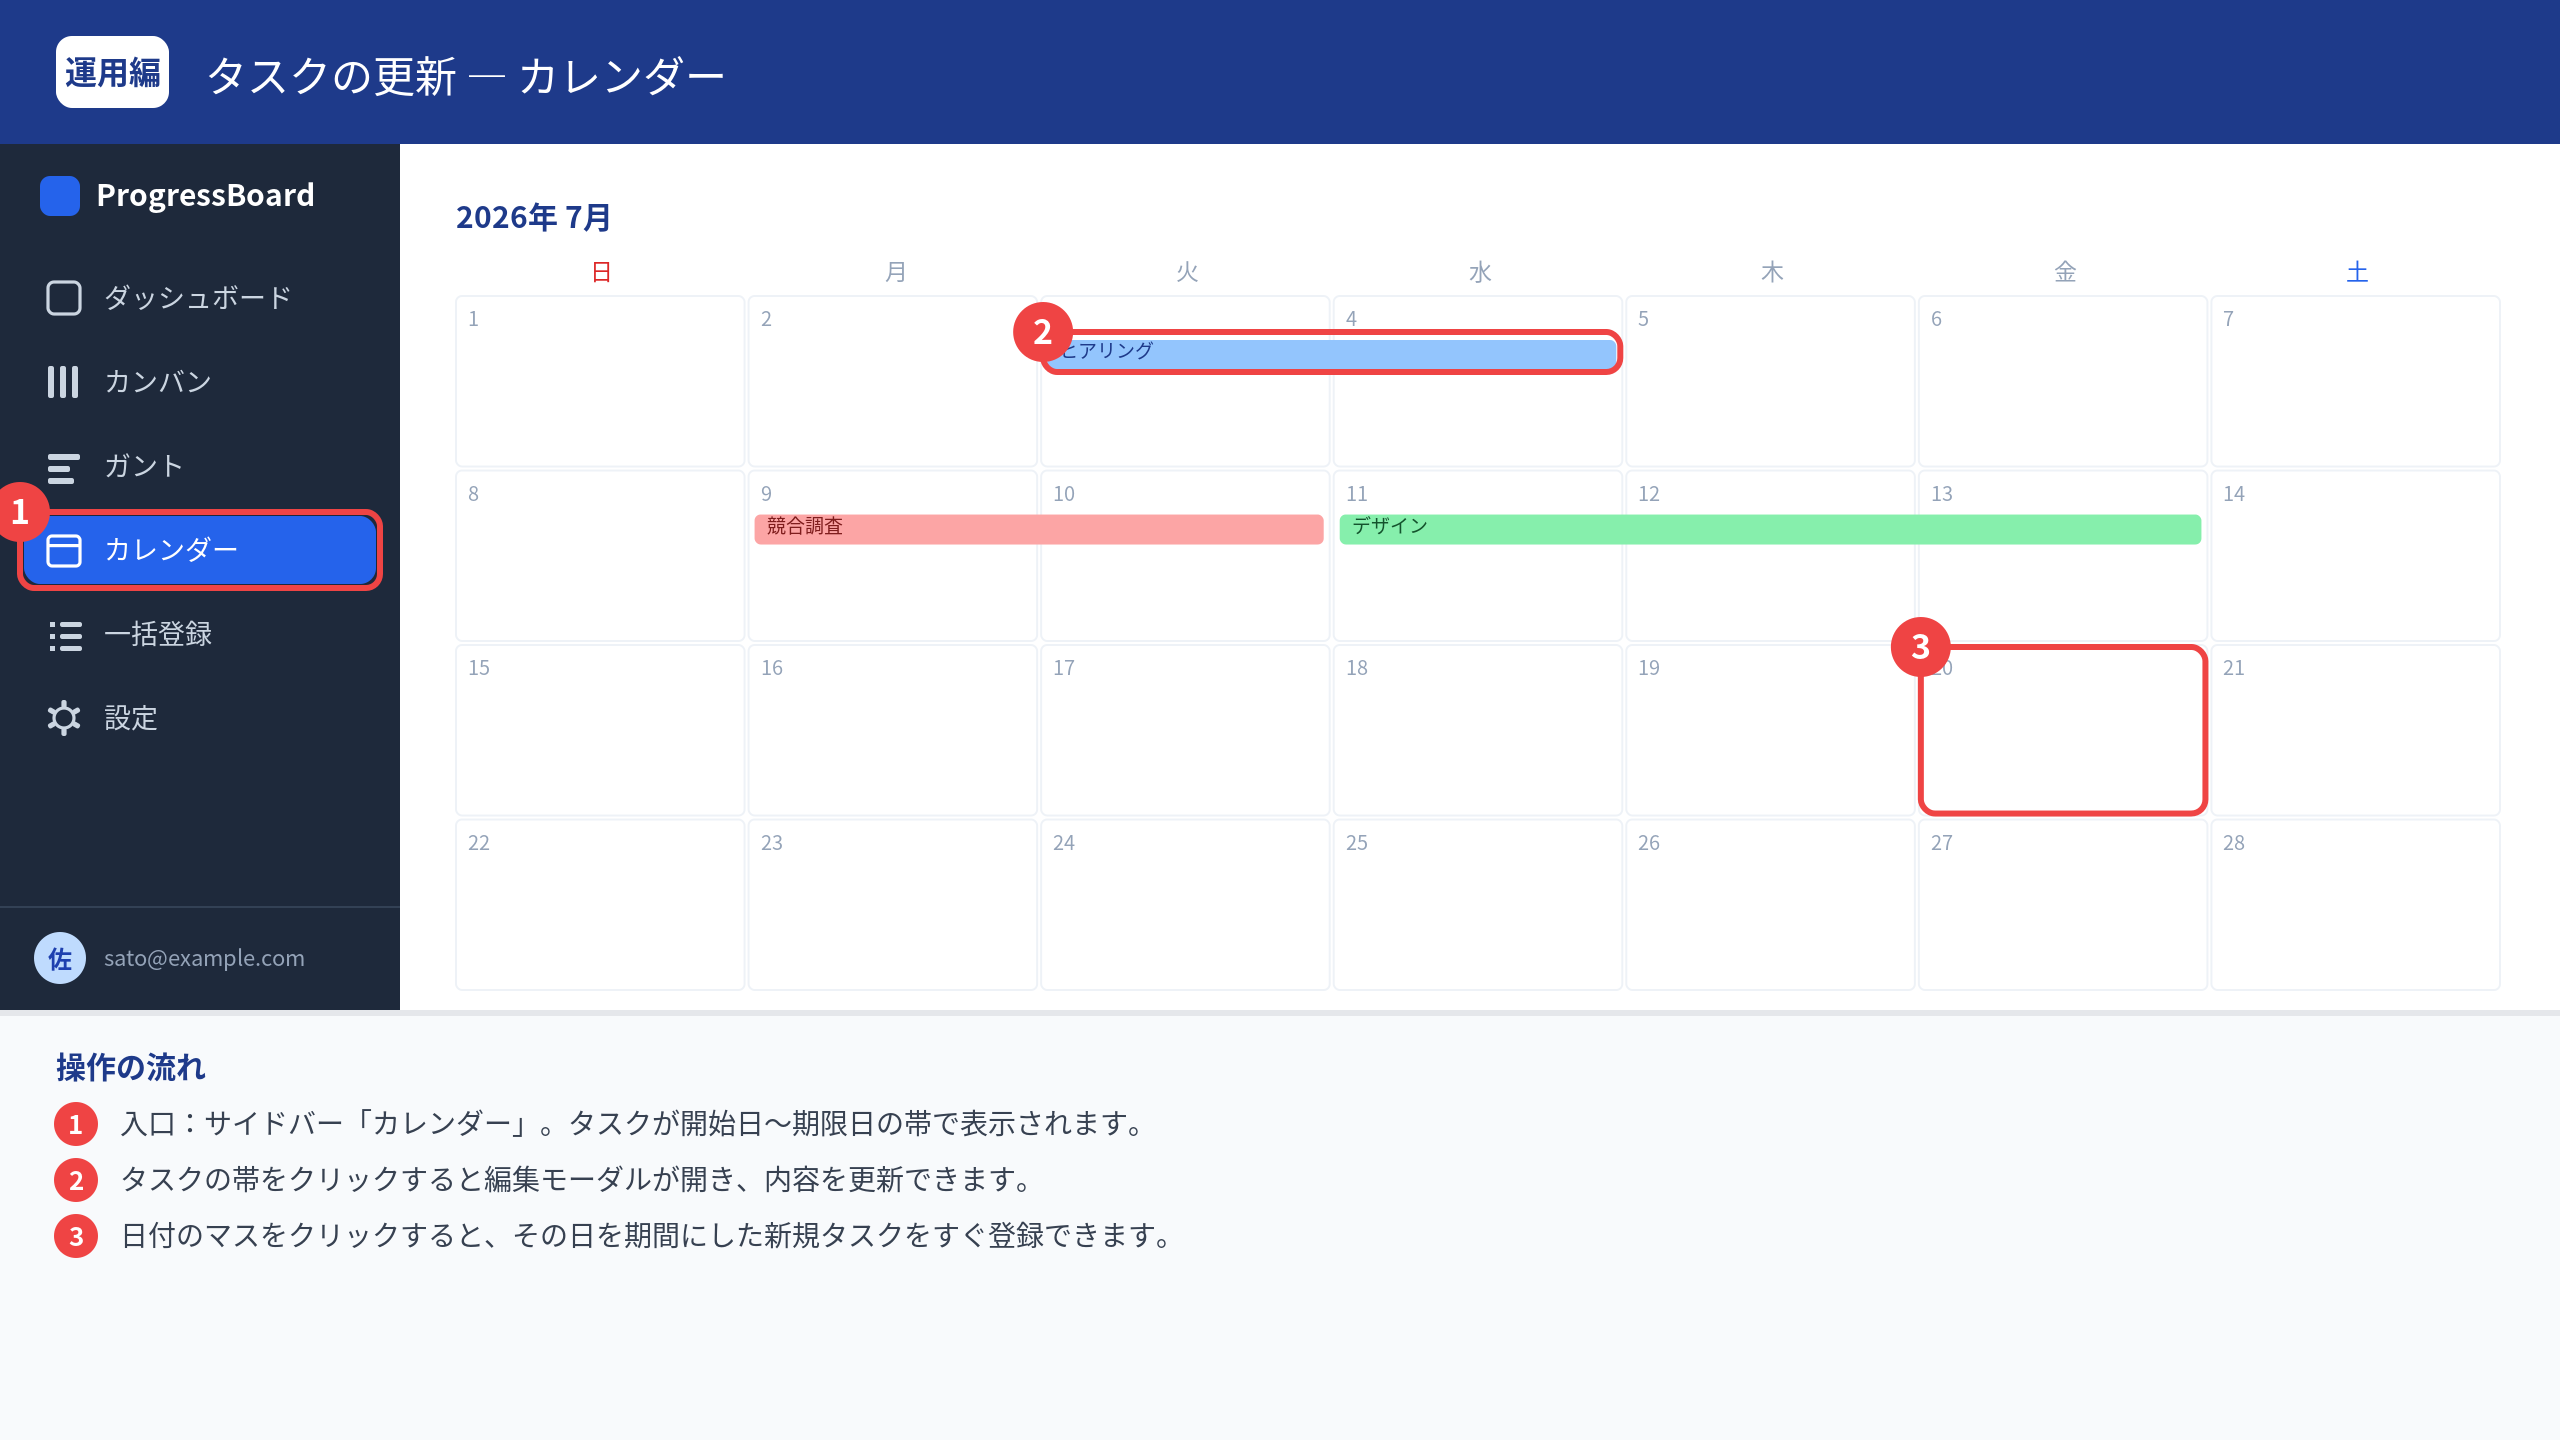 運用編
タスクの更新 — カレンダー
ProgressBoard
ダッシュボード
カンバン
ガント
1
カレンダー
一括登録
設定
佐
sato@example.com
2026年 7月
日 月 火 水 木 金 土
1 2 4 5 6 7
2
ヒアリング
8 9 10 11 12 13 14
競合調査 デザイン
3
15 16 17 18 19 20 21
22 23 24 25 26 27 28
操作の流れ
1 入口：サイドバー「カレンダー」。タスクが開始日〜期限日の帯で表示されます。
2 タスクの帯をクリックすると編集モーダルが開き、内容を更新できます。
3 日付のマスをクリックすると、その日を期間にした新規タスクをすぐ登録できます。